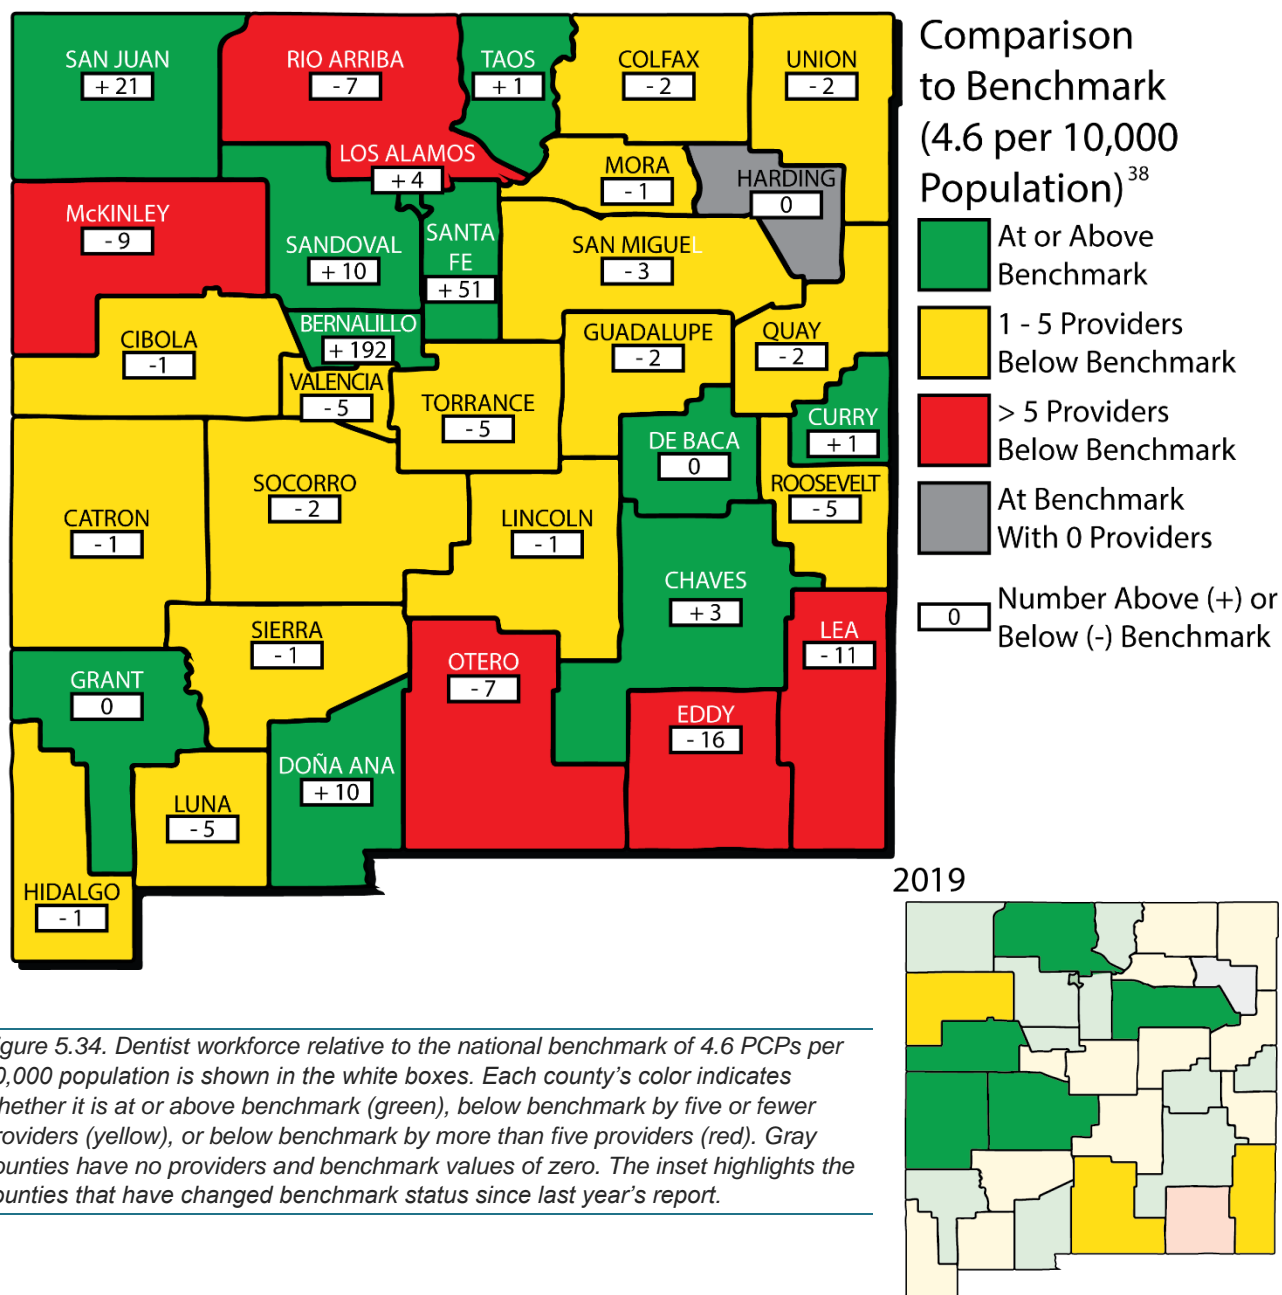 SAN JUAN
+ 21
RIO ARRIBA
- 7
TAOS
+ 1
COLFAX
- 2
UNION
- 2
LOS ALAMOS
+ 4
MORA
- 1
HARDING
0
McKINLEY
- 9
SANDOVAL
+ 10
SANTA
FE
+ 51
SAN MIGUEL
- 3
CIBOLA
-1
BERNALILLO
+ 192
GUADALUPE
- 2
QUAY
- 2
VALENCIA
- 5
TORRANCE
- 5
CURRY
+ 1
DE BACA
0
ROOSEVELT
- 5
SOCORRO
- 2
CATRON
- 1
LINCOLN
- 1
CHAVES
+ 3
SIERRA
- 1
LEA
- 11
OTERO
- 7
GRANT
0
EDDY
- 16
DOÑA ANA
+ 10
LUNA
- 5
HIDALGO
- 1
Comparison
to Benchmark
(4.6 per 10,000
Population)38
At or Above
Benchmark
1 - 5 Providers
Below Benchmark
> 5 Providers
Below Benchmark
At Benchmark
With 0 Providers
0
Number Above (+) or
Below (-) Benchmark
2019
igure 5.34. Dentist workforce relative to the national benchmark of 4.6 PCPs per
0,000 population is shown in the white boxes. Each county's color indicates
hether it is at or above benchmark (green), below benchmark by five or fewer
roviders (yellow), or below benchmark by more than five providers (red). Gray
ounties have no providers and benchmark values of zero. The inset highlights the
ounties that have changed benchmark status since last year's report.